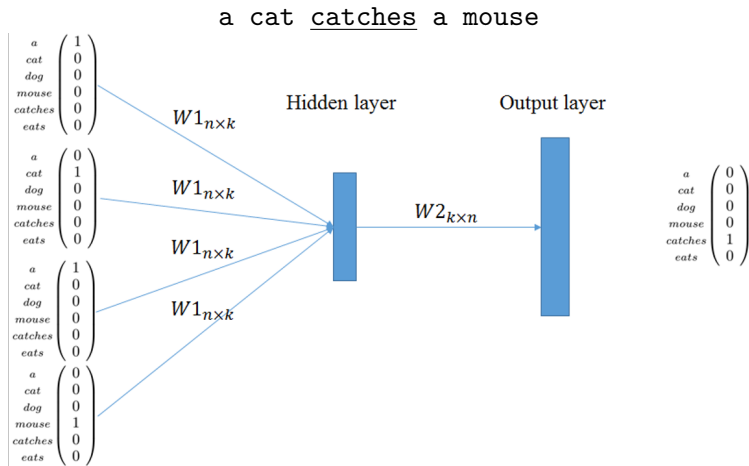 a cat catches a mouse
a 1
cat 0
dog 0
mouse 0
catches 0
eats 0
a 0
cat 1
dog 0
mouse 0
catches 0
eats 0
a 1
cat 0
dog 0
mouse 0
catches 0
eats 0
a 0
cat 0
dog 0
mouse 1
catches 0
eats 0
W1n×k
W1n×k
W1n×k
W1n×k
Hidden layer
W2k×n
Output layer
a 0
cat 0
dog 0
mouse 0
catches 1
eats 0